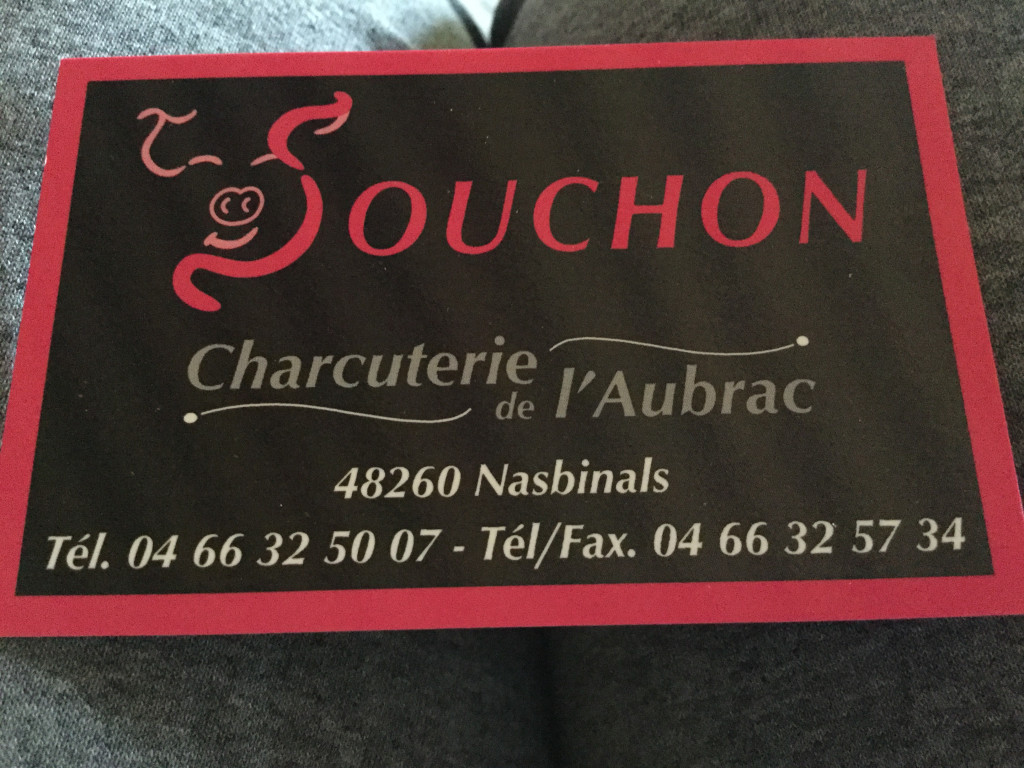 SOUCHON
Charcuterie
de l'Aubrac
48260 Nasbinals
Tél. 04 66 32 50 07 - Tél/Fax. 04 66 32 57 34